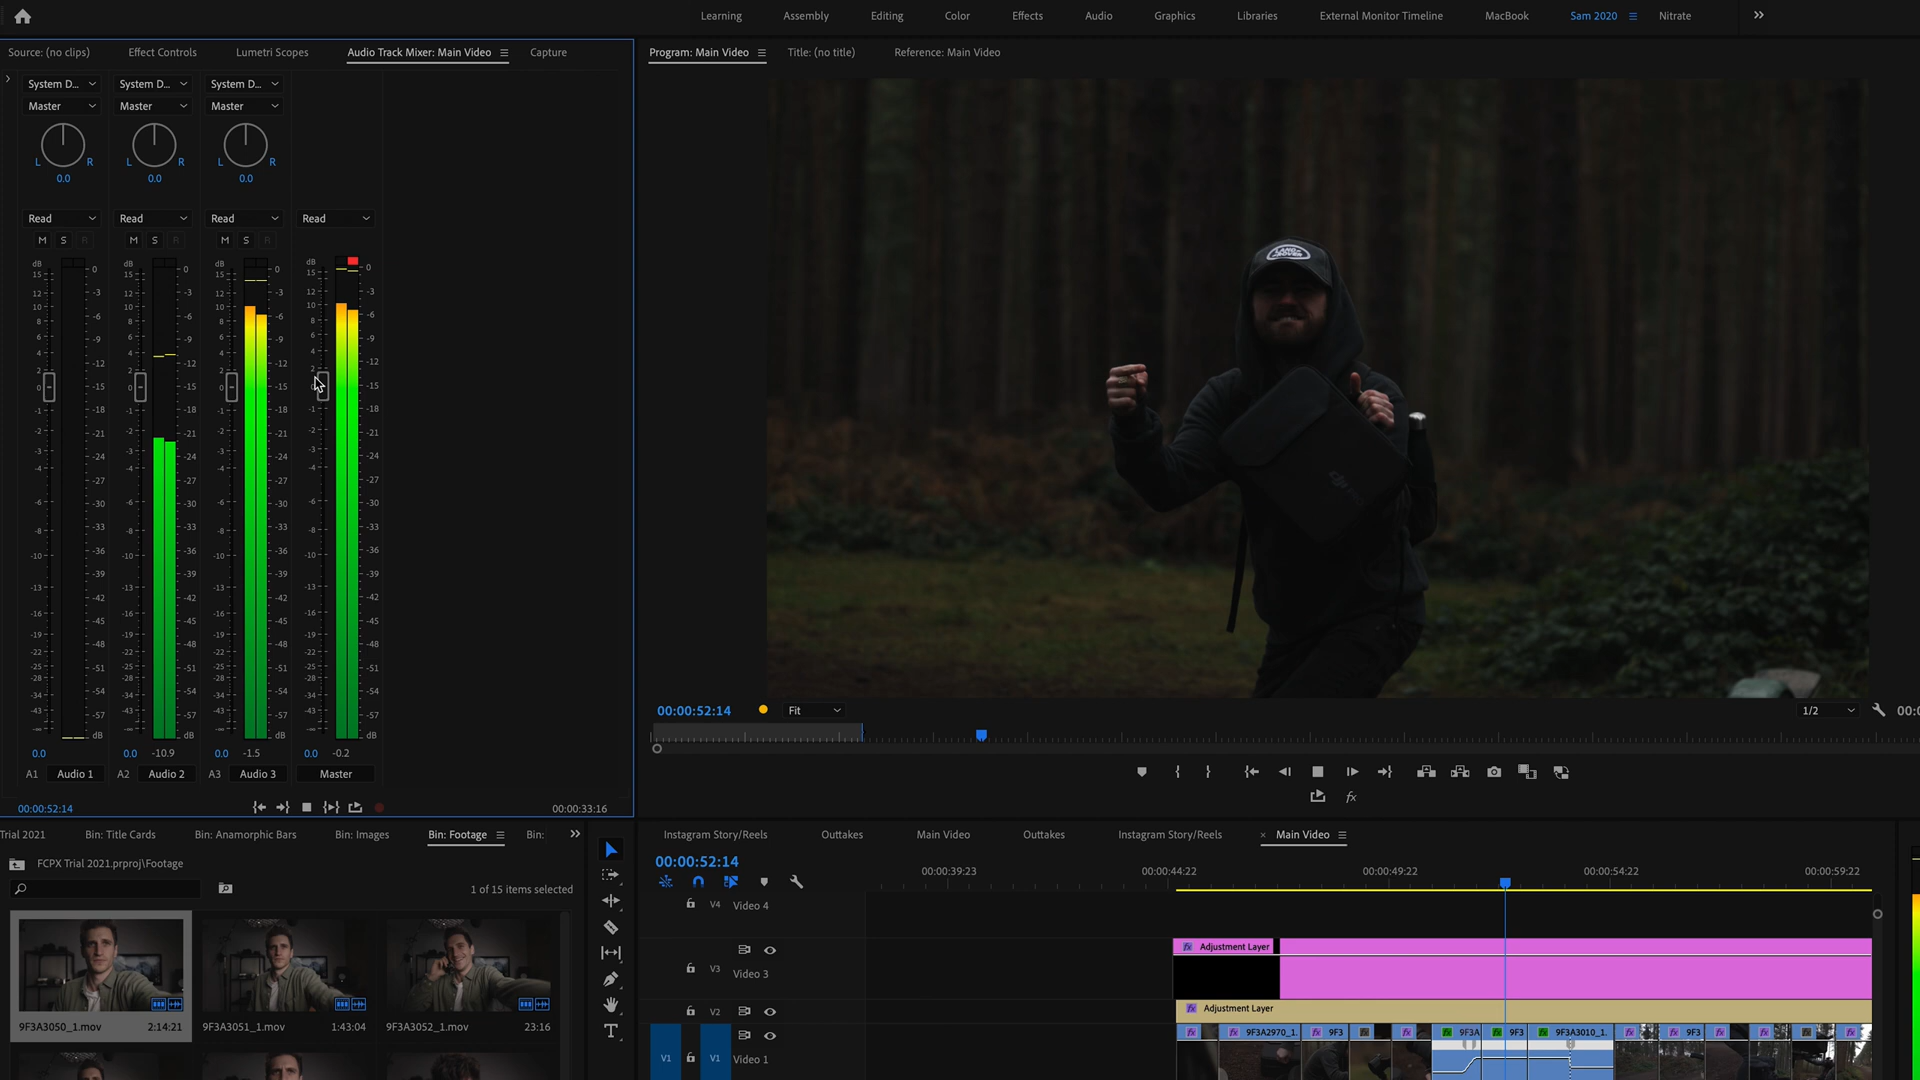 Learning Assembly Editing Color Effects Audio Graphics Libraries External Monitor Timeline MacBook Sam 2020 Nitrate
Source: (no clips) Effect Controls Lumetri Scopes Audio Track Mixer: Main Video Capture
Program: Main Video Title: (no title) Reference: Main Video
System D... System D... System D...
Master Master Master
L R L R L R
0.0 0.0 0.0
Read Read Read Read
M S R M S R M S R
LAND ROVER
dB dB dB dB
15 15 15 15
12 12 12 12
10 10 10 10
8 8 8 8
6 6 6 6
4 4 4 4
2 2 2 2
0 0 0
-1 -1 -1 -1
-2 -2 -2 -2
-3 -3 -3 -3
-4 -4 -4 -4
-6 -6 -6 -6
-8 -8 -8 -8
-10 -10 -10 -10
-13 -13 -13 -13
-16 -16 -16 -16
-19 -19 -19 -19
-22 -22 -22 -22
-25 -25 -25 -25
-28 -28 -28 -28
-34 -34 -34 -34
-43 -43 -43 -43
-∞ -∞ -∞ -∞
0 0 0 0
-3 -3 -3 -3
-6 -6 -6 -6
-9 -9 -9 -9
-12 -12 -12 -12
-15 -15 -15 -15
-18 -18 -18 -18
-21 -21 -21 -21
-24 -24 -24 -24
-27 -27 -27 -27
-30 -30 -30 -30
-33 -33 -33 -33
-36 -36 -36 -36
-39 -39 -39 -39
-42 -42 -42 -42
-45 -45 -45 -45
-48 -48 -48 -48
-51 -51 -51 -51
-54 -54 -54 -54
-57 -57 -57 -57
dB dB dB dB
0.0 0.0 -10.9 0.0 -1.5 0.0 -0.2
A1 Audio 1 A2 Audio 2 A3 Audio 3 Master
00:00:52:14 00:00:33:16
00:00:52:14 Fit 1/2 00:0
fx
Trial 2021 Bin: Title Cards Bin: Anamorphic Bars Bin: Images Bin: Footage Bin:
FCPX Trial 2021.prproj\Footage
1 of 15 items selected
9F3A3050_1.mov 2:14:21 9F3A3051_1.mov 1:43:04 9F3A3052_1.mov 23:16
T
Instagram Story/Reels Outtakes Main Video Outtakes Instagram Story/Reels × Main Video
00:00:52:14
00:00:39:23 00:00:44:22 00:00:49:22 00:00:54:22 00:00:59:22
V4 Video 4
fx Adjustment Layer
V3 Video 3
V2 fx Adjustment Layer
fx fx 9F3A2970_1. fx 9F3 fx fx fx 9F3A fx 9F3 fx 9F3A3010_1. fx fx 9F3 fx fx fx fx
V1 V1 Video 1